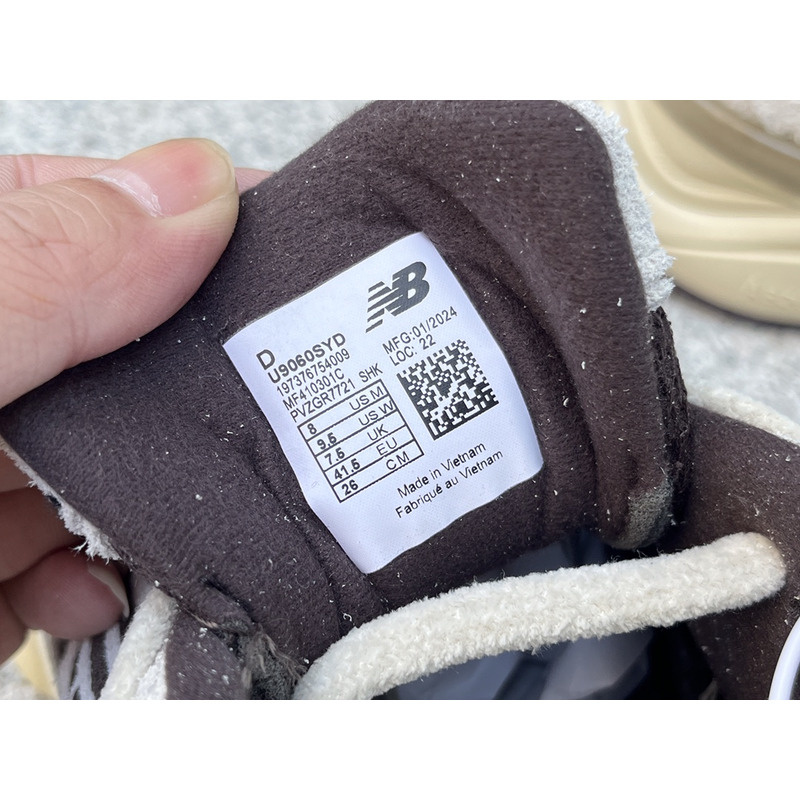 NB
D
U9060SYD
197376754009
MF410301C
PVZGR7721 SHK
MFG:01/2024
LOC: 22
8 US M
9.5 US W
7.5 UK
41.5 EU
26 CM
Made in Vietnam
Fabriqué au Vietnam